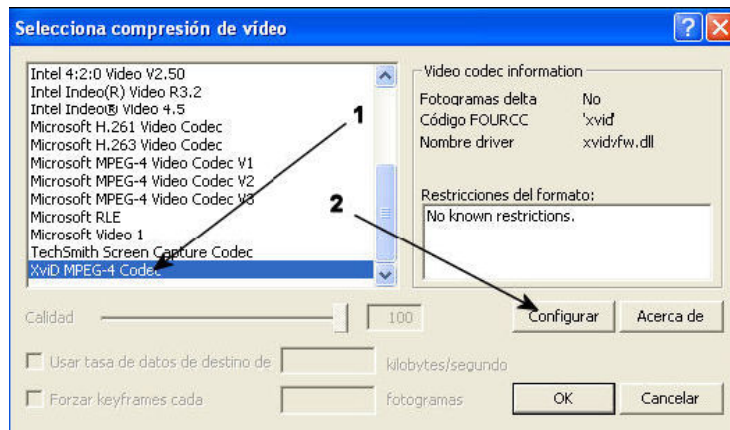 Selecciona compresión de vídeo
Intel 4:2:0 Video V2.50
Intel Indeo(R) Video R3.2
Intel Indeo® Video 4.5
Microsoft H.261 Video Codec
Microsoft H.263 Video Codec
Microsoft MPEG-4 Video Codec V1
Microsoft MPEG-4 Video Codec V2
Microsoft MPEG-4 Video Codec V3
Microsoft RLE
Microsoft Video 1
TechSmith Screen Capture Codec
XviD MPEG-4 Codec
1
2
Video codec information
Fotogramas delta No
Código FOURCC 'xvid'
Nombre driver xvidvfw.dll
Restricciones del formato:
No known restrictions.
Calidad 100
Configurar Acerca de
Usar tasa de datos de destino de kilobytes/segundo
Forzar keyframes cada fotogramas
OK Cancelar